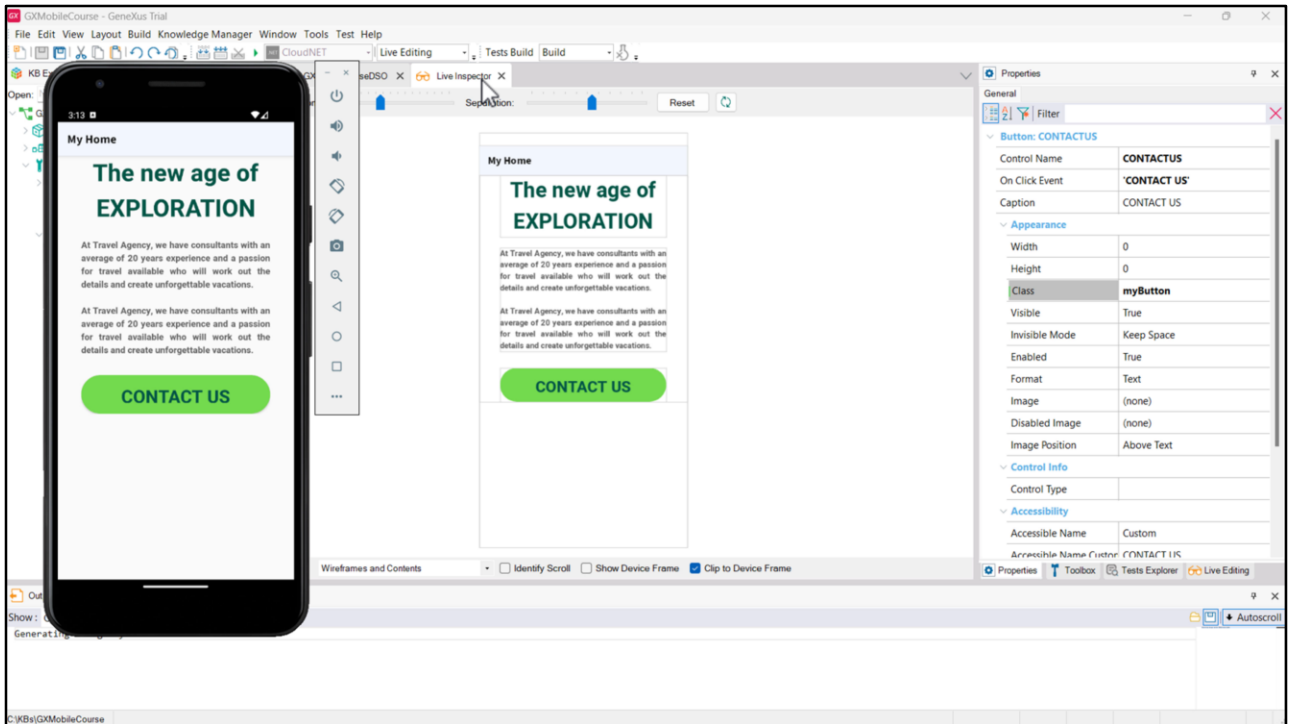 GX GXMobileCourse - GeneXus Trial
File Edit View Layout Build Knowledge Manager Window Tools Test Help
CloudNET Live Editing Tests Build Build
KB E
seDSO X Live Inspector X
Open:
Separation: Reset
3:13
My Home
The new age of
EXPLORATION
At Travel Agency, we have consultants with an
average of 20 years experience and a passion
for travel available who will work out the
details and create unforgettable vacations.
At Travel Agency, we have consultants with an
average of 20 years experience and a passion
for travel available who will work out the
details and create unforgettable vacations.
CONTACT US
My Home
The new age of
EXPLORATION
At Travel Agency, we have consultants with an
average of 20 years experience and a passion
for travel available who will work out the
details and create unforgettable vacations.
At Travel Agency, we have consultants with an
average of 20 years experience and a passion
for travel available who will work out the
details and create unforgettable vacations.
CONTACT US
Wireframes and Contents Identify Scroll Show Device Frame Clip to Device Frame
Properties
General
Filter
Button: CONTACTUS
Control Name CONTACTUS
On Click Event 'CONTACT US'
Caption CONTACT US
Appearance
Width 0
Height 0
Class myButton
Visible True
Invisible Mode Keep Space
Enabled True
Format Text
Image (none)
Disabled Image (none)
Image Position Above Text
Control Info
Control Type
Accessibility
Accessible Name Custom
Accessible Name Custor CONTACT US
Properties Toolbox Tests Explorer Live Editing
Out
Show:
Autoscroll
Generating
C:\KBs\GXMobileCourse